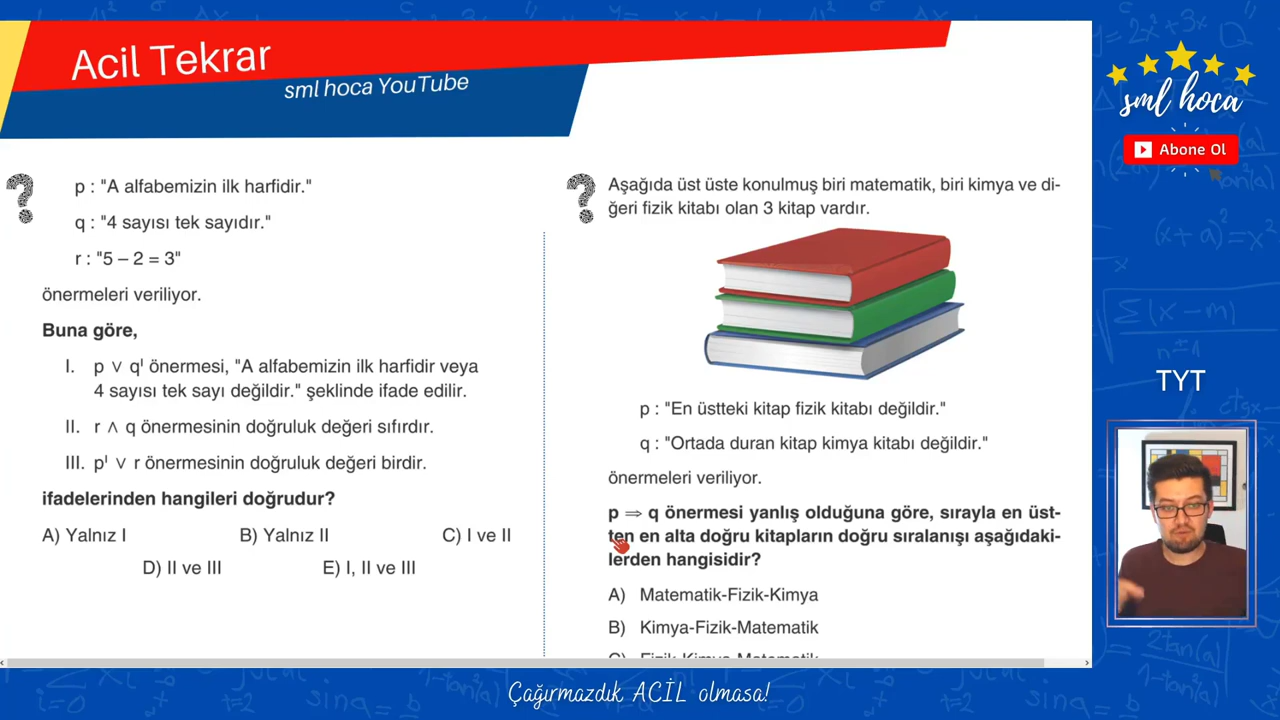 Acil Tekrar
sml hoca YouTube
p : "A alfabemizin ilk harfidir."
q : "4 sayısı tek sayıdır."
r : "5 – 2 = 3"
önermeleri veriliyor.
Buna göre,
I. p ∨ qᴵ önermesi, "A alfabemizin ilk harfidir veya
4 sayısı tek sayı değildir." şeklinde ifade edilir.
II. r ∧ q önermesinin doğruluk değeri sıfırdır.
III. pᴵ ∨ r önermesinin doğruluk değeri birdir.
ifadelerinden hangileri doğrudur?
A) Yalnız I B) Yalnız II C) I ve II
D) II ve III E) I, II ve III
Aşağıda üst üste konulmuş biri matematik, biri kimya ve di-
ğeri fizik kitabı olan 3 kitap vardır.
p : "En üstteki kitap fizik kitabı değildir."
q : "Ortada duran kitap kimya kitabı değildir."
önermeleri veriliyor.
p ⇒ q önermesi yanlış olduğuna göre, sırayla en üst-
ten en alta doğru kitapların doğru sıralanışı aşağıdaki-
lerden hangisidir?
A) Matematik-Fizik-Kimya
B) Kimya-Fizik-Matematik
C) Fizik-Kimya-Matematik
sml hoca
Abone Ol
TYT
Çağırmazdık ACİL olmasa!